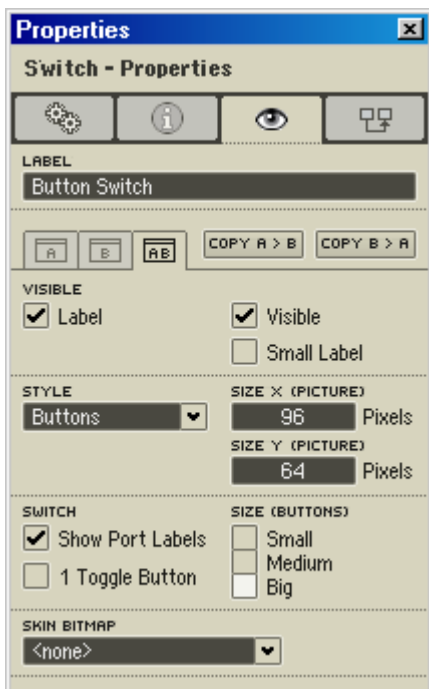 Properties
Switch - Properties
LABEL
Button Switch
A B AB COPY A > B COPY B > A
VISIBLE
Label Visible
Small Label
STYLE SIZE X (PICTURE)
Buttons 96 Pixels
SIZE Y (PICTURE)
64 Pixels
SWITCH SIZE (BUTTONS)
Show Port Labels Small
Medium
1 Toggle Button Big
SKIN BITMAP
<none>